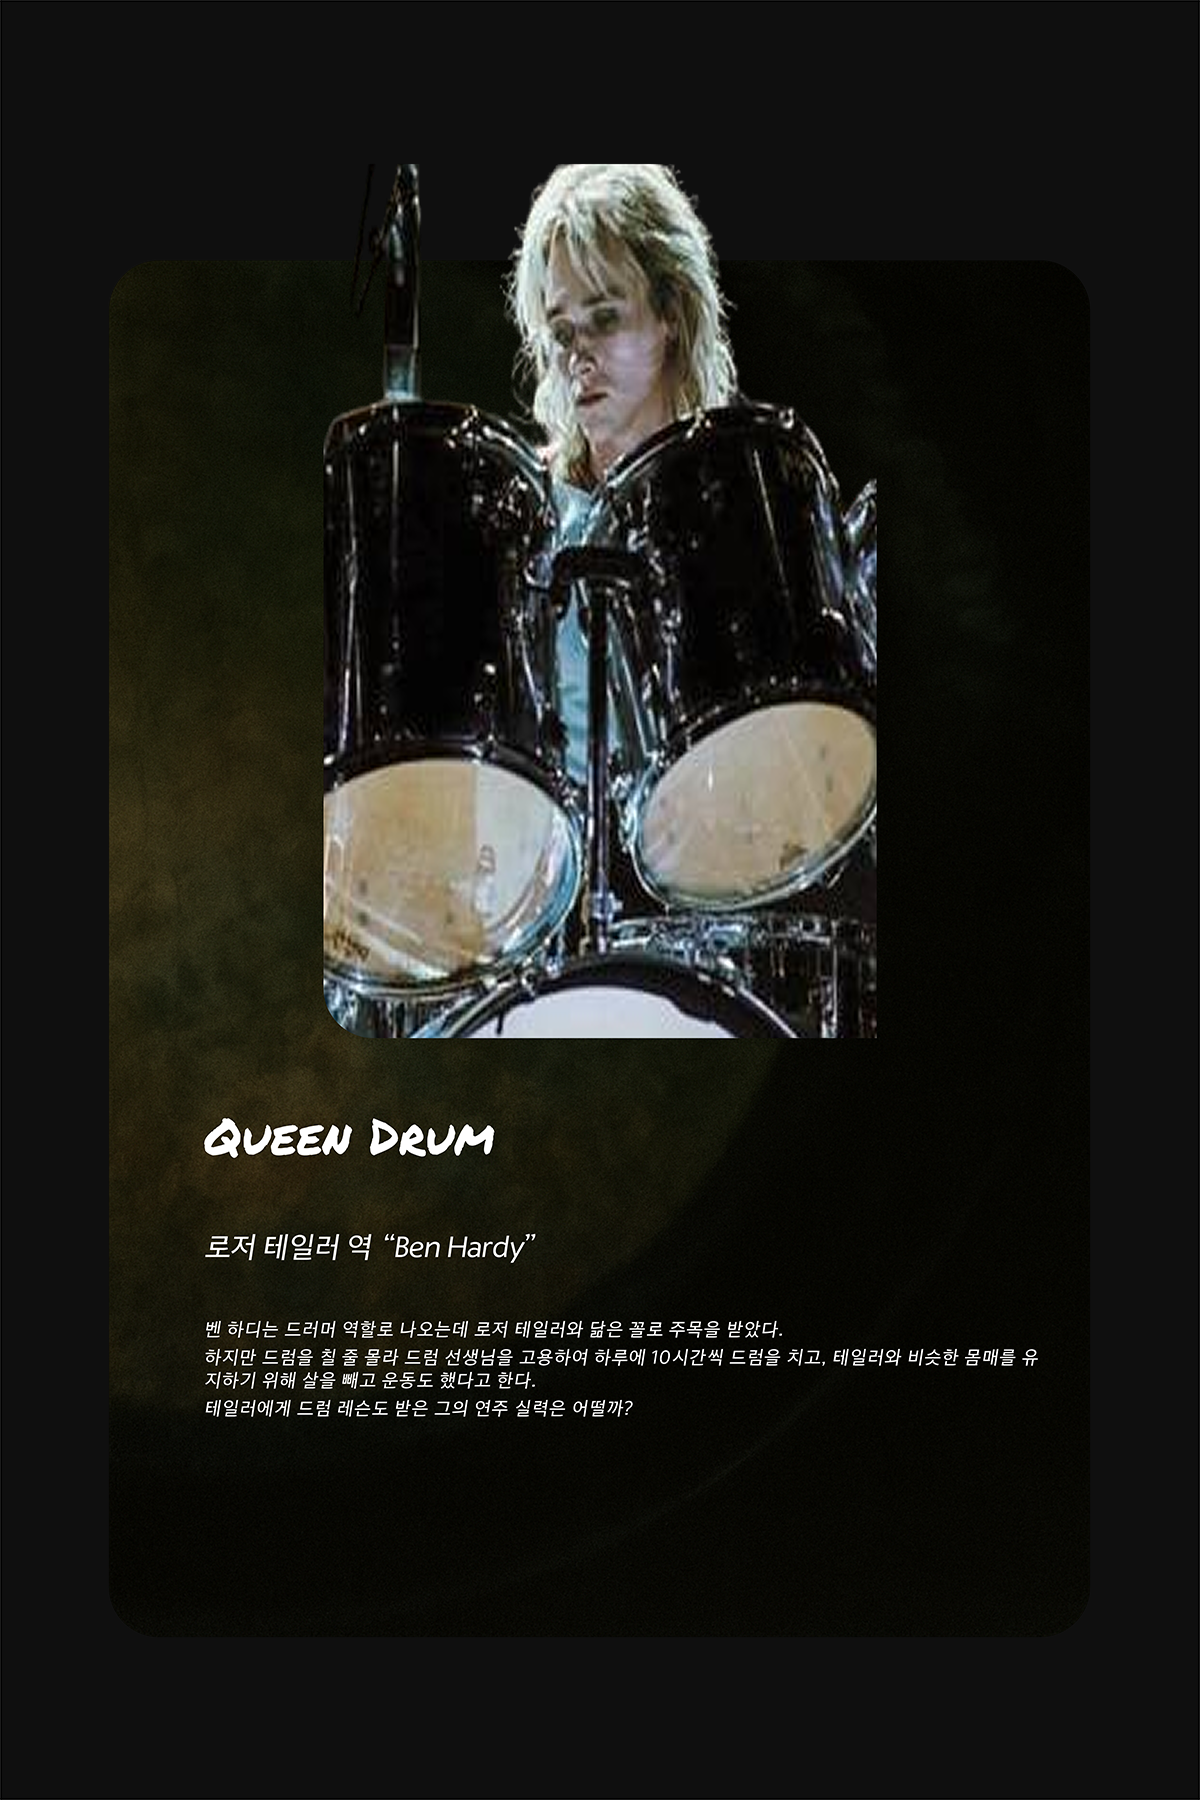 QUEEN DRUM
로저 테일러 역 “Ben Hardy”
벤 하디는 드러머 역할로 나오는데 로저 테일러와 닮은 꼴로 주목을 받았다.
하지만 드럼을 칠 줄 몰라 드럼 선생님을 고용하여 하루에 10시간씩 드럼을 치고, 테일러와 비슷한 몸매를 유
지하기 위해 살을 빼고 운동도 했다고 한다.
테일러에게 드럼 레슨도 받은 그의 연주 실력은 어떨까?